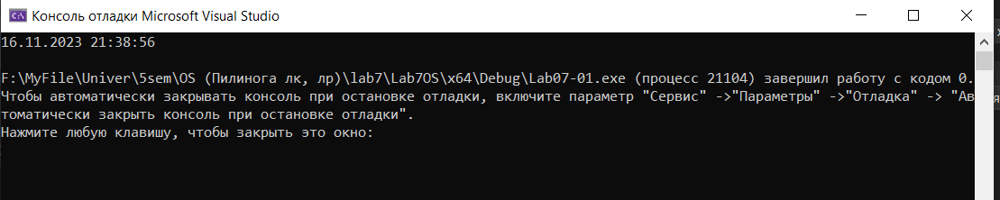 Консоль отладки Microsoft Visual Studio
16.11.2023 21:38:56
F:\MyFile\Univer\5sem\OS (Пилинога лк, лр)\lab7\Lab7OS\x64\Debug\Lab07-01.exe (процесс 21104) завершил работу с кодом 0.
Чтобы автоматически закрывать консоль при остановке отладки, включите параметр "Сервис" ->"Параметры" ->"Отладка" -> "Ав
томатически закрыть консоль при остановке отладки".
Нажмите любую клавишу, чтобы закрыть это окно: